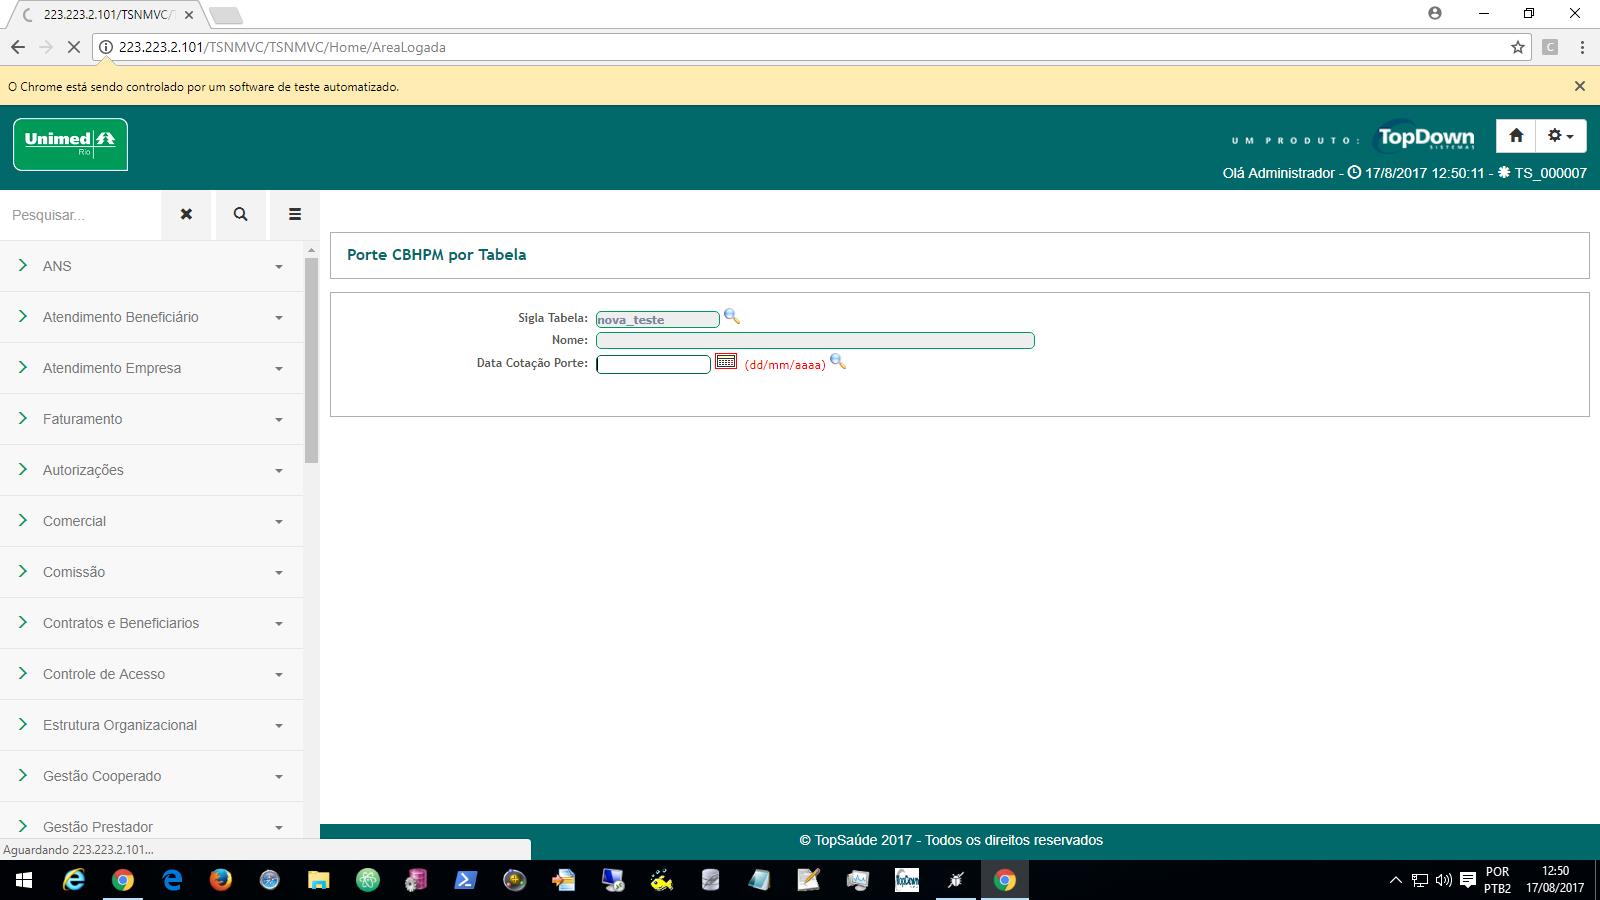 223.223.2.101/TSNMVC/T
223.223.2.101/TSNMVC/TSNMVC/Home/AreaLogada
C
O Chrome está sendo controlado por um software de teste automatizado.
Unimed
Rio
UM PRODUTO:
TopDown
SISTEMAS
Olá Administrador - 17/8/2017 12:50:11 - TS_000007
Pesquisar...
Porte CBHPM por Tabela
ANS
Atendimento Beneficiário
Sigla Tabela: nova_teste
Nome:
Data Cotação Porte: (dd/mm/aaaa)
Atendimento Empresa
Faturamento
Autorizações
Comercial
Comissão
Contratos e Beneficiarios
Controle de Acesso
Estrutura Organizacional
Gestão Cooperado
Gestão Prestador
© TopSaúde 2017 - Todos os direitos reservados
Aguardando 223.223.2.101...
TopDown
POR
PTB2
12:50
17/08/2017